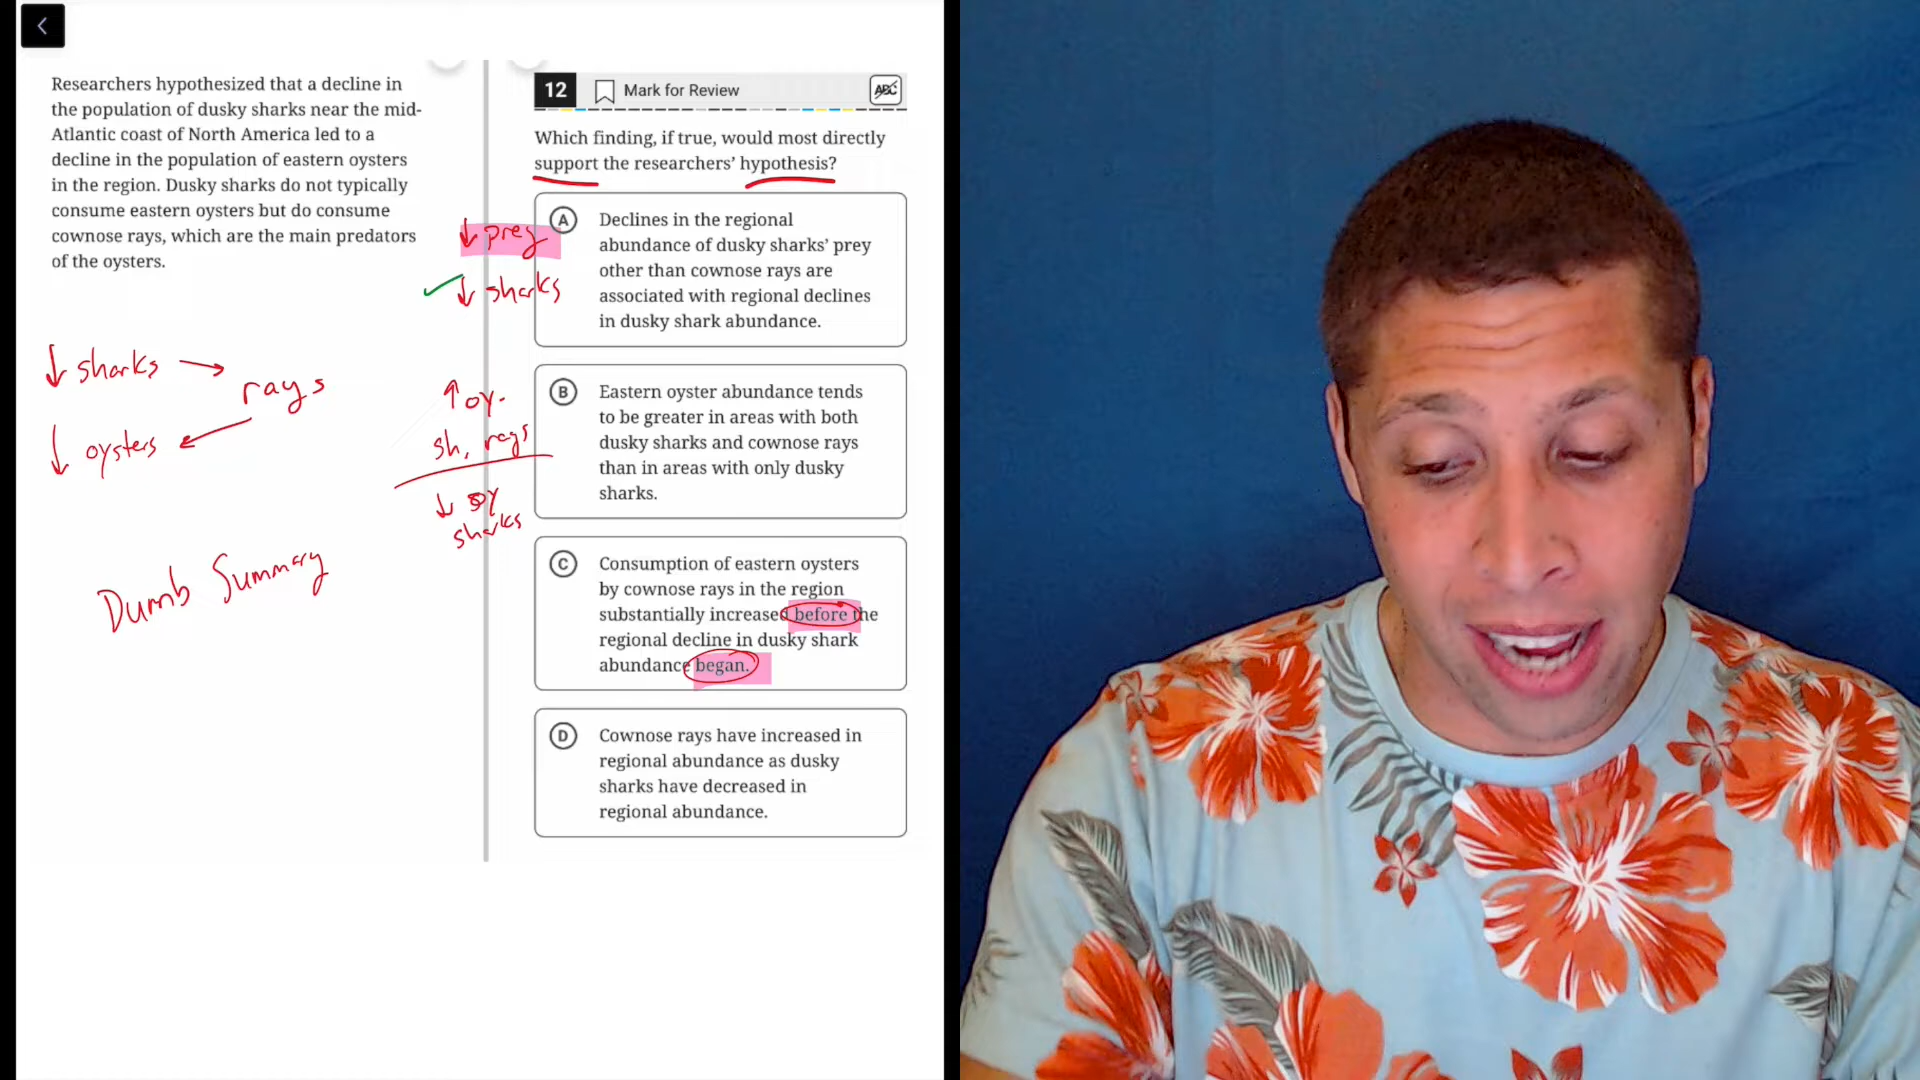 Researchers hypothesized that a decline in
the population of dusky sharks near the mid-
Atlantic coast of North America led to a
decline in the population of eastern oysters
in the region. Dusky sharks do not typically
consume eastern oysters but do consume
cownose rays, which are the main predators
of the oysters.
↓ sharks →
rays
↓ oysters ←
Dumb Summary
12 Mark for Review ABC
Which finding, if true, would most directly
support the researchers' hypothesis?
↓ prey
✓ ↓ sharks
A Declines in the regional
abundance of dusky sharks' prey
other than cownose rays are
associated with regional declines
in dusky shark abundance.
↑ oy.
sh, rays
↓ oy
sharks
B Eastern oyster abundance tends
to be greater in areas with both
dusky sharks and cownose rays
than in areas with only dusky
sharks.
C Consumption of eastern oysters
by cownose rays in the region
substantially increased before the
regional decline in dusky shark
abundance began.
D Cownose rays have increased in
regional abundance as dusky
sharks have decreased in
regional abundance.